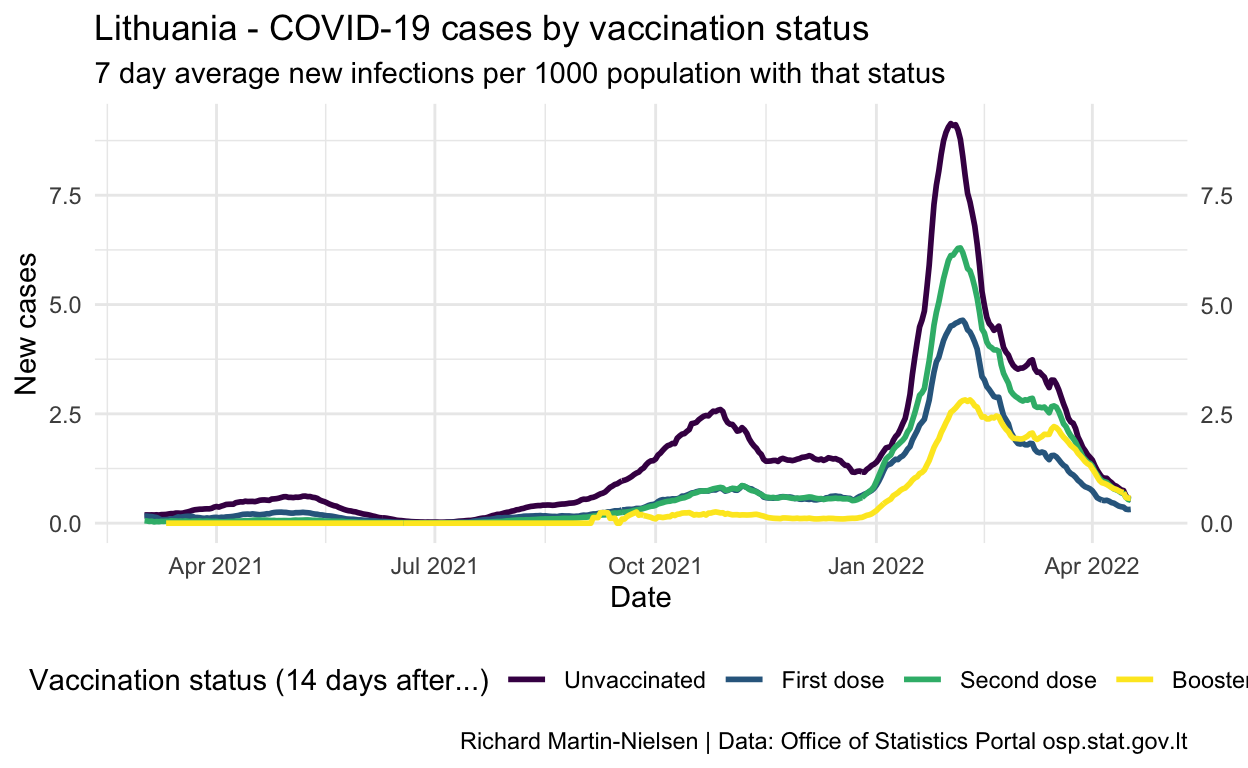 Lithuania - COVID-19 cases by vaccination status
7 day average new infections per 1000 population with that status
New cases
7.5
5.0
2.5
0.0
7.5
5.0
2.5
0.0
Apr 2021 Jul 2021 Oct 2021 Jan 2022 Apr 2022
Date
Vaccination status (14 days after...) Unvaccinated First dose Second dose Booster
Richard Martin-Nielsen | Data: Office of Statistics Portal osp.stat.gov.lt